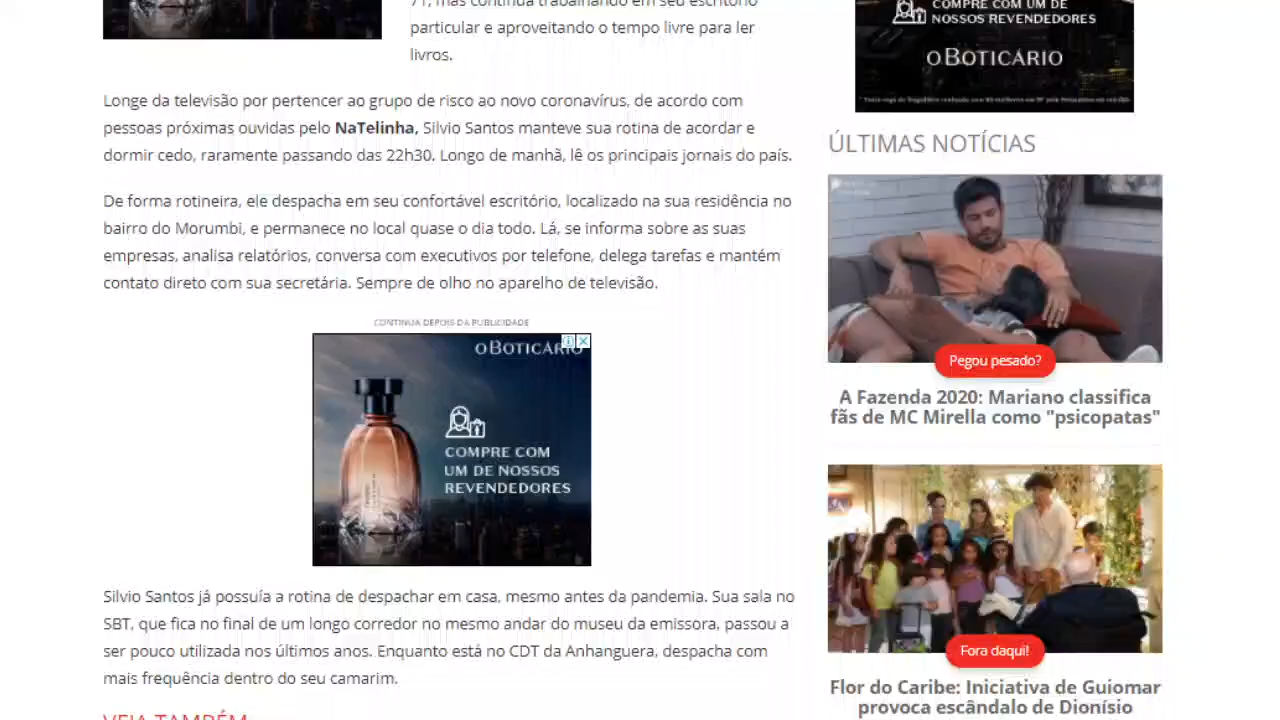 71, mas continua trabalhando em seu escritório
particular e aproveitando o tempo livre para ler
livros.
Longe da televisão por pertencer ao grupo de risco ao novo coronavírus, de acordo com
pessoas próximas ouvidas pelo NaTelinha, Silvio Santos manteve sua rotina de acordar e
dormir cedo, raramente passando das 22h30. Longo de manhã, lê os principais jornais do país.
De forma rotineira, ele despacha em seu confortável escritório, localizado na sua residência no
bairro do Morumbi, e permanece no local quase o dia todo. Lá, se informa sobre as suas
empresas, analisa relatórios, conversa com executivos por telefone, delega tarefas e mantém
contato direto com sua secretária. Sempre de olho no aparelho de televisão.
CONTINUA DEPOIS DA PUBLICIDADE
oBOTICÁRIO
COMPRE COM
UM DE NOSSOS
REVENDEDORES
Silvio Santos já possuía a rotina de despachar em casa, mesmo antes da pandemia. Sua sala no
SBT, que fica no final de um longo corredor no mesmo andar do museu da emissora, passou a
ser pouco utilizada nos últimos anos. Enquanto está no CDT da Anhanguera, despacha com
mais frequência dentro do seu camarim.
VEJA TAMBÉM
COMPRE COM UM DE
NOSSOS REVENDEDORES
oBOTICÁRIO
ÚLTIMAS NOTÍCIAS
Pegou pesado?
A Fazenda 2020: Mariano classifica
fãs de MC Mirella como "psicopatas"
Fora daqui!
Flor do Caribe: Iniciativa de Guiomar
provoca escândalo de Dionísio